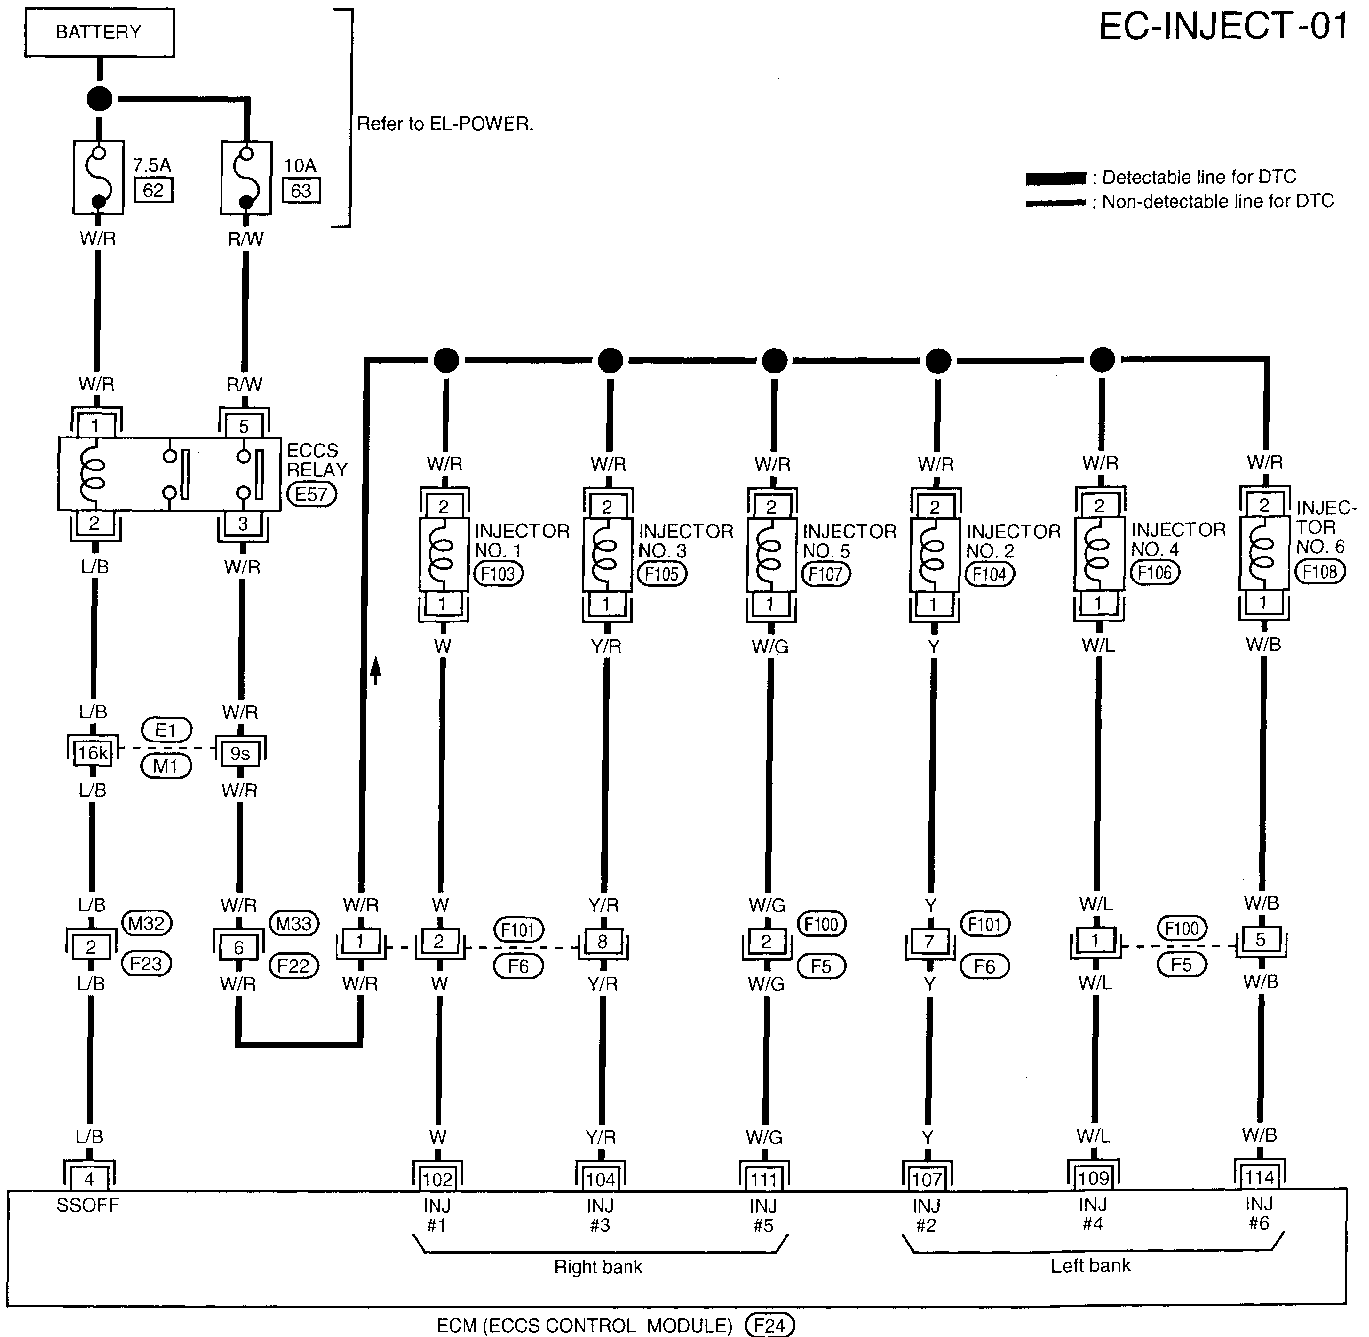 EC-INJECT-01
BATTERY
Refer to EL-POWER.
7.5A
62
10A
63
: Detectable line for DTC
: Non-detectable line for DTC
W/R R/W
W/R R/W
1 5
ECCS
RELAY
E57
2 3
L/B W/R
W/R W/R W/R W/R W/R W/R
2 2 2 2 2 2
INJECTOR
NO. 1
F103
INJECTOR
NO. 3
F105
INJECTOR
NO. 5
F107
INJECTOR
NO. 2
F104
INJECTOR
NO. 4
F106
INJEC-
TOR
NO. 6
F108
1 1 1 1 1 1
W Y/R W/G Y W/L W/B
L/B W/R
16k E1 M1 9s
L/B W/R
L/B W/R W/R W Y/R W/G Y W/L W/B
2 M32 F23
6 M33 F22
1 2 F101 F6 8
2 F100 F5
7 F101 F6
1 F100 F5 5
L/B W/R W/R W Y/R W/G Y W/L W/B
L/B W Y/R W/G Y W/L W/B
4 102 104 111 107 109 114
SSOFF INJ INJ INJ INJ INJ INJ
#1 #3 #5 #2 #4 #6
Right bank Left bank
ECM (ECCS CONTROL MODULE) F24